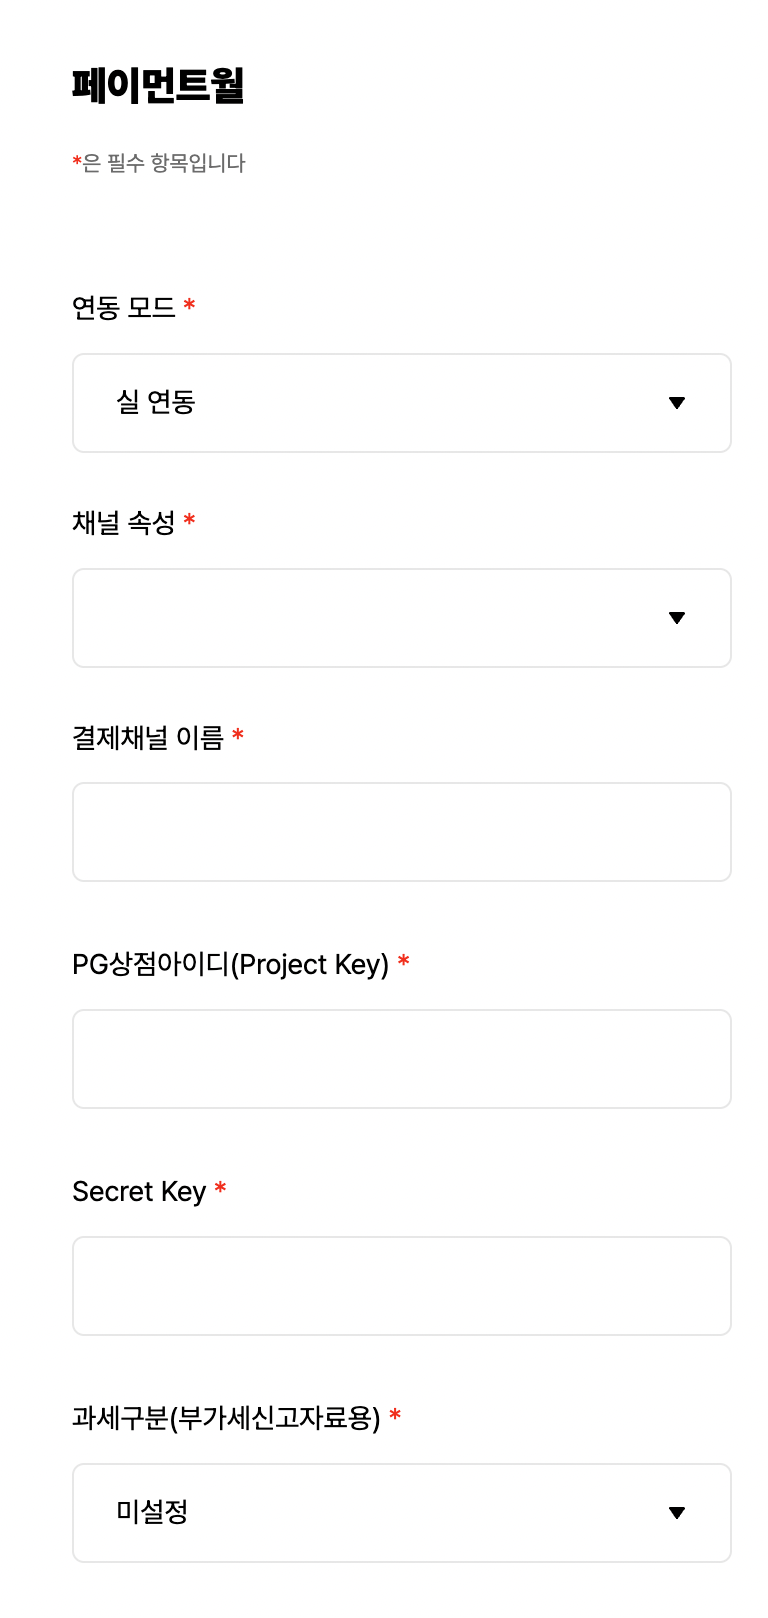 페이먼트월
*은 필수 항목입니다
연동 모드 *
실 연동
채널 속성 *
결제채널 이름 *
PG상점아이디(Project Key) *
Secret Key *
과세구분(부가세신고자료용) *
미설정